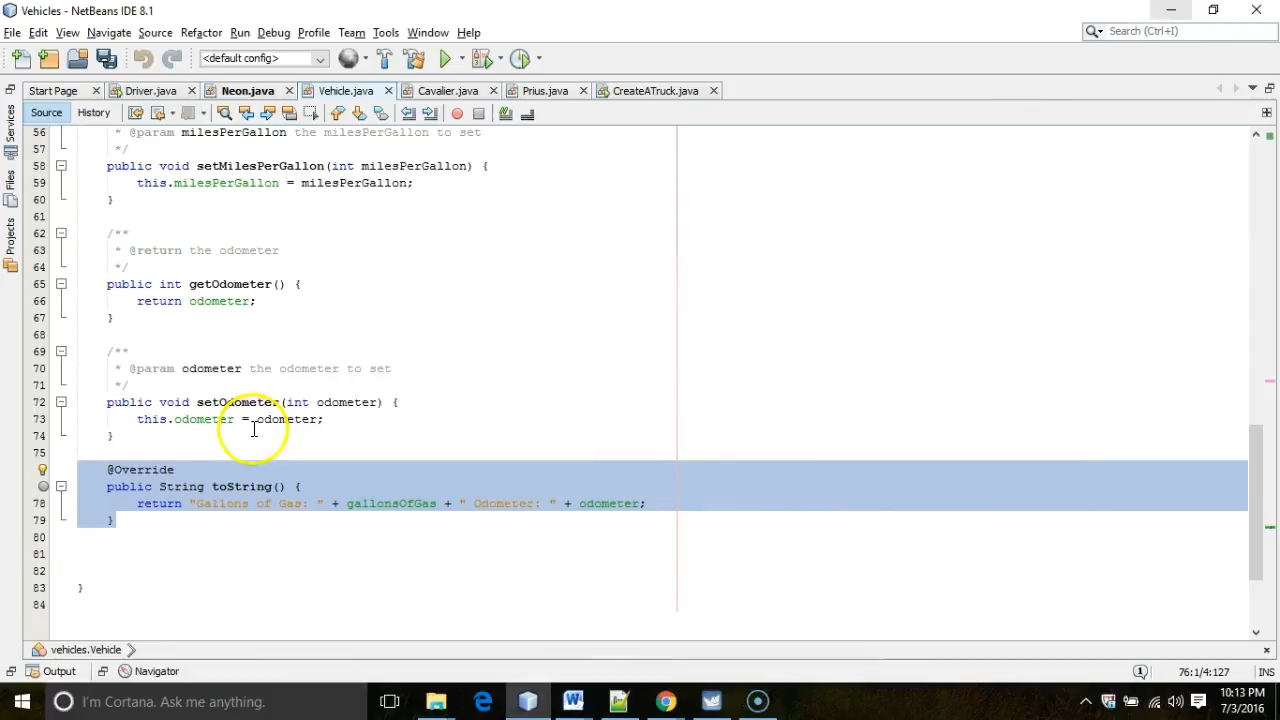 Vehicles - NetBeans IDE 8.1
File Edit View Navigate Source Refactor Run Debug Profile Team Tools Window Help
Search (Ctrl+I)
<default config>
Start Page Driver.java Neon.java Vehicle.java Cavalier.java Prius.java CreateATruck.java
Source History
Services
Files
Projects
56 * @param milesPerGallon the milesPerGallon to set
57 */
58 public void setMilesPerGallon(int milesPerGallon) {
59 this.milesPerGallon = milesPerGallon;
60 }
61
62 /**
63 * @return the odometer
64 */
65 public int getOdometer() {
66 return odometer;
67 }
68
69 /**
70 * @param odometer the odometer to set
71 */
72 public void setOdometer(int odometer) {
73 this.odometer = odometer;
74 }
75
@Override
public String toString() {
78 return "Gallons of Gas: " + gallonsOfGas + " Odometer: " + odometer;
79 }
80
81
82
83 }
84
vehicles.Vehicle
Output Navigator 1 76:1/4:127 INS
I'm Cortana. Ask me anything.
10:13 PM
7/3/2016